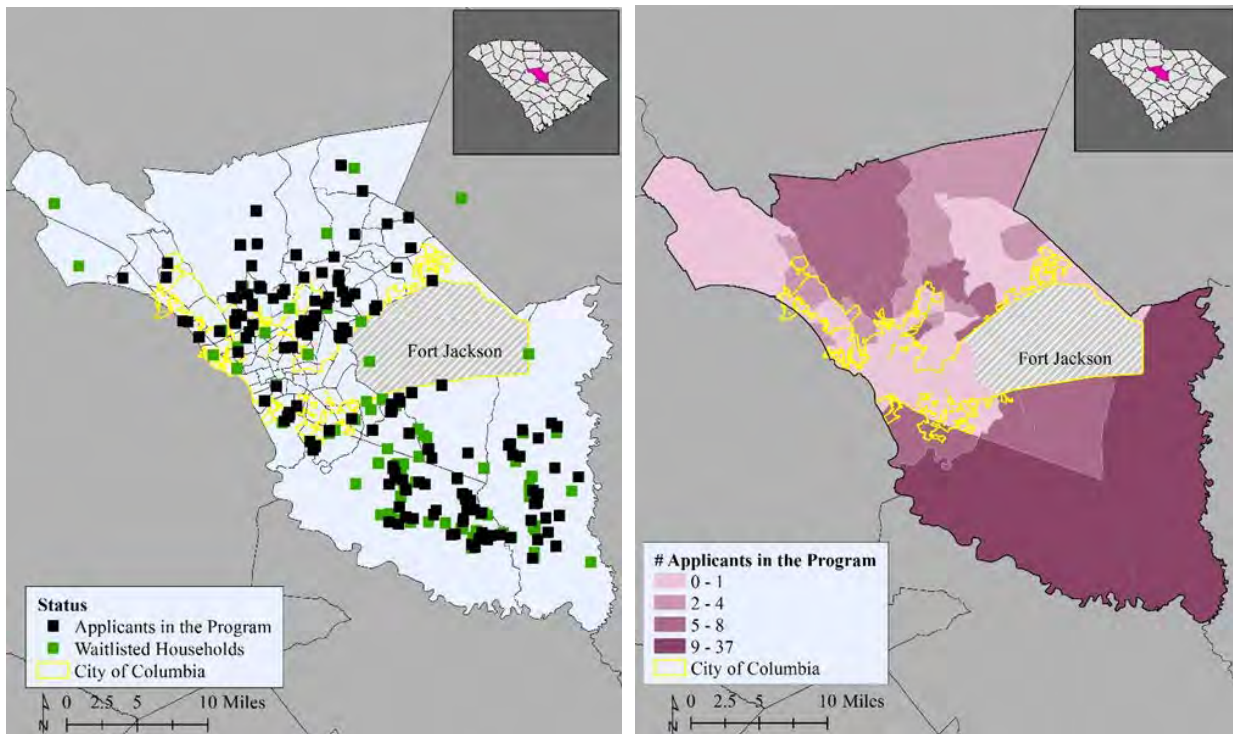 Fort Jackson
Status
Applicants in the Program
Waitlisted Households
City of Columbia
0 2.5 5 10 Miles
N
Fort Jackson
# Applicants in the Program
0 - 1
2 - 4
5 - 8
9 - 37
City of Columbia
0 2.5 5 10 Miles
N